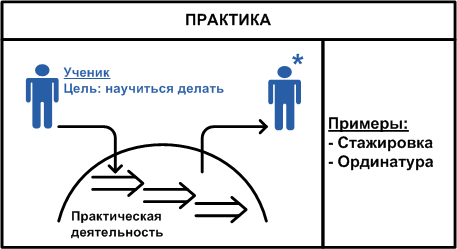 ПРАКТИКА
Ученик
Цель: научиться делать
*
Практическая
деятельность
Примеры:
- Стажировка
- Ординатура